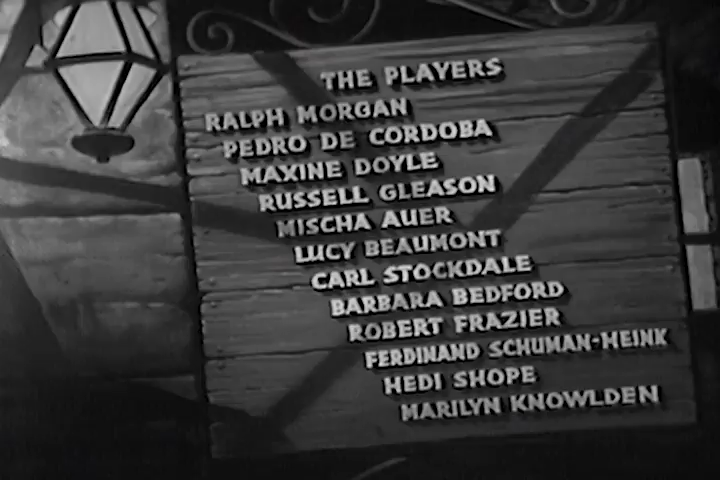 THE PLAYERS
RALPH MORGAN
PEDRO DE CORDOBA
MAXINE DOYLE
RUSSELL GLEASON
MISCHA AUER
LUCY BEAUMONT
CARL STOCKDALE
BARBARA BEDFORD
ROBERT FRAZIER
FERDINAND SCHUMAN-HEINK
HEDI SHOPE
MARILYN KNOWLDEN